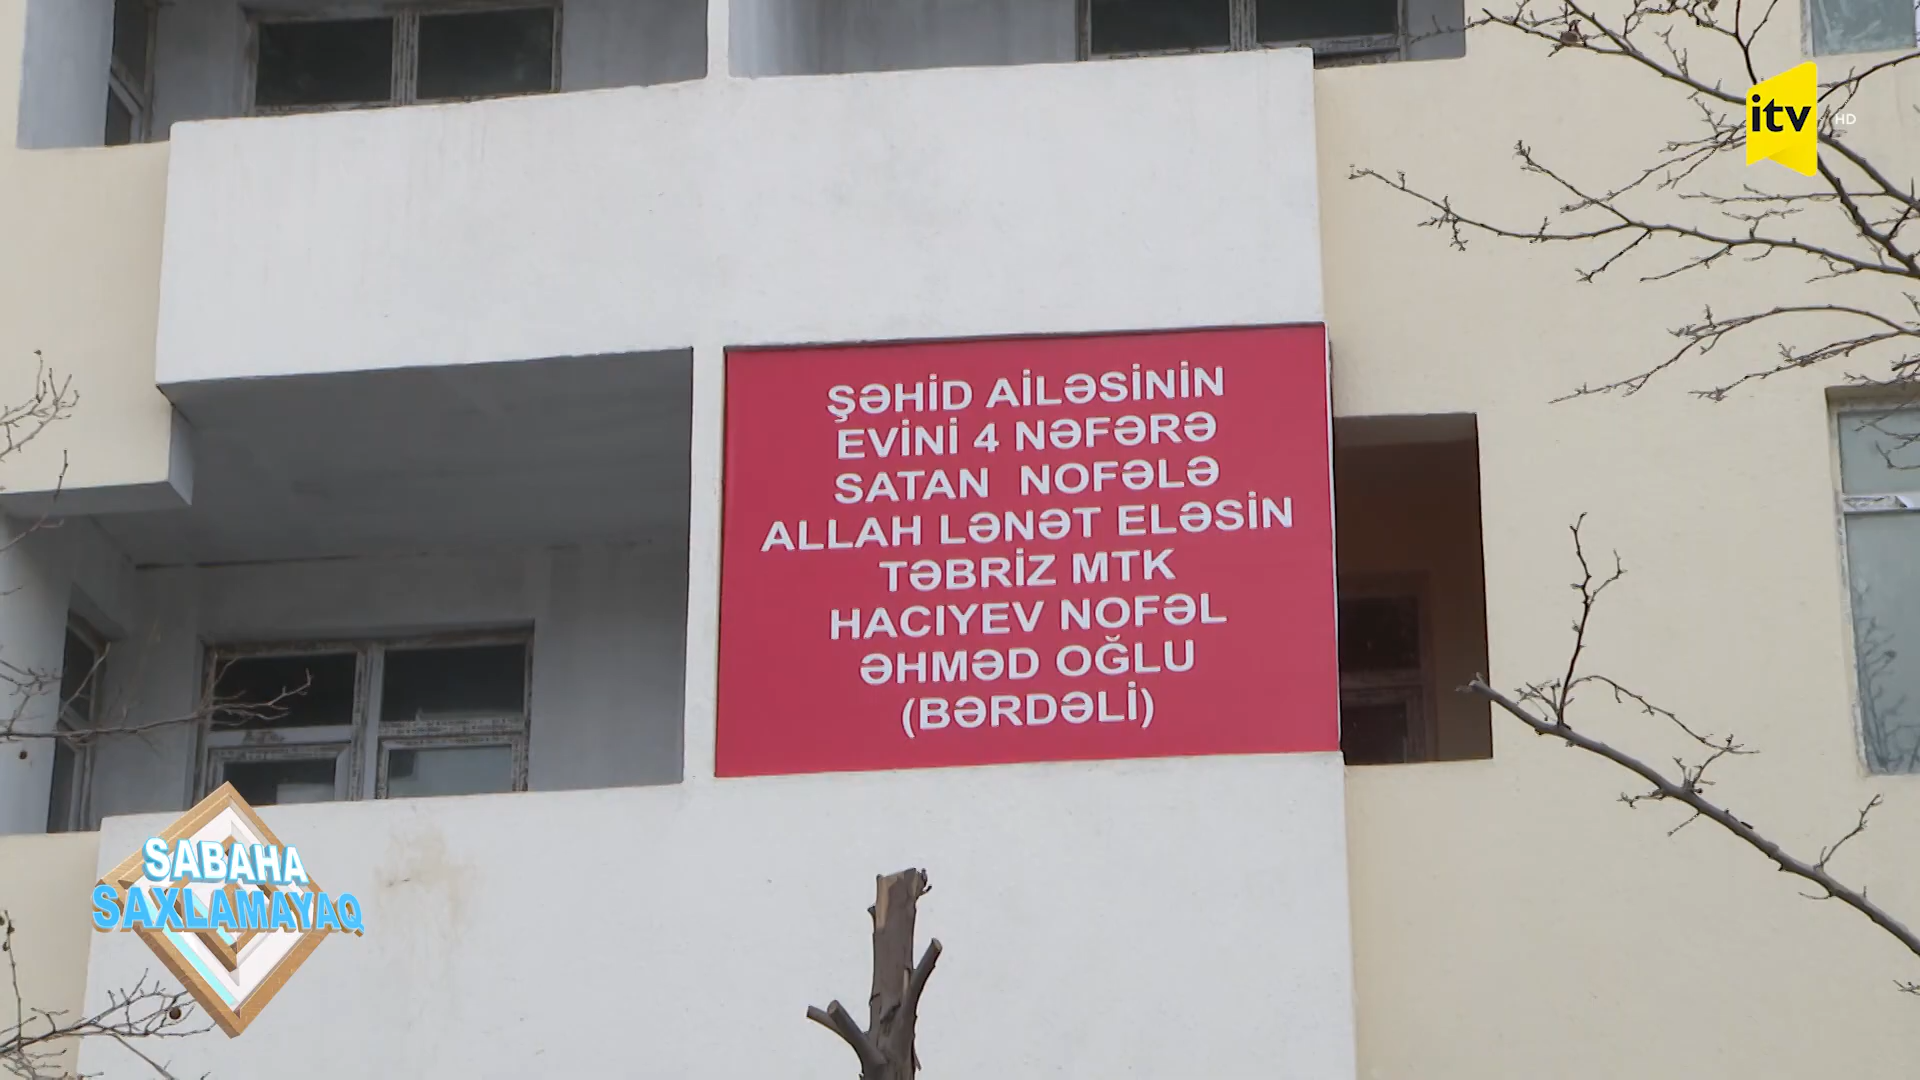 itv HD
ŞƏHİD AİLƏSİNİN
EVİNİ 4 NƏFƏRƏ
SATAN NOFƏLƏ
ALLAH LƏNƏT ELƏSİN
TƏBRİZ MTK
HACIYEV NOFƏL
ƏHMƏD OĞLU
(BƏRDƏLİ)
SABAHA
SAXLAMAYAQ